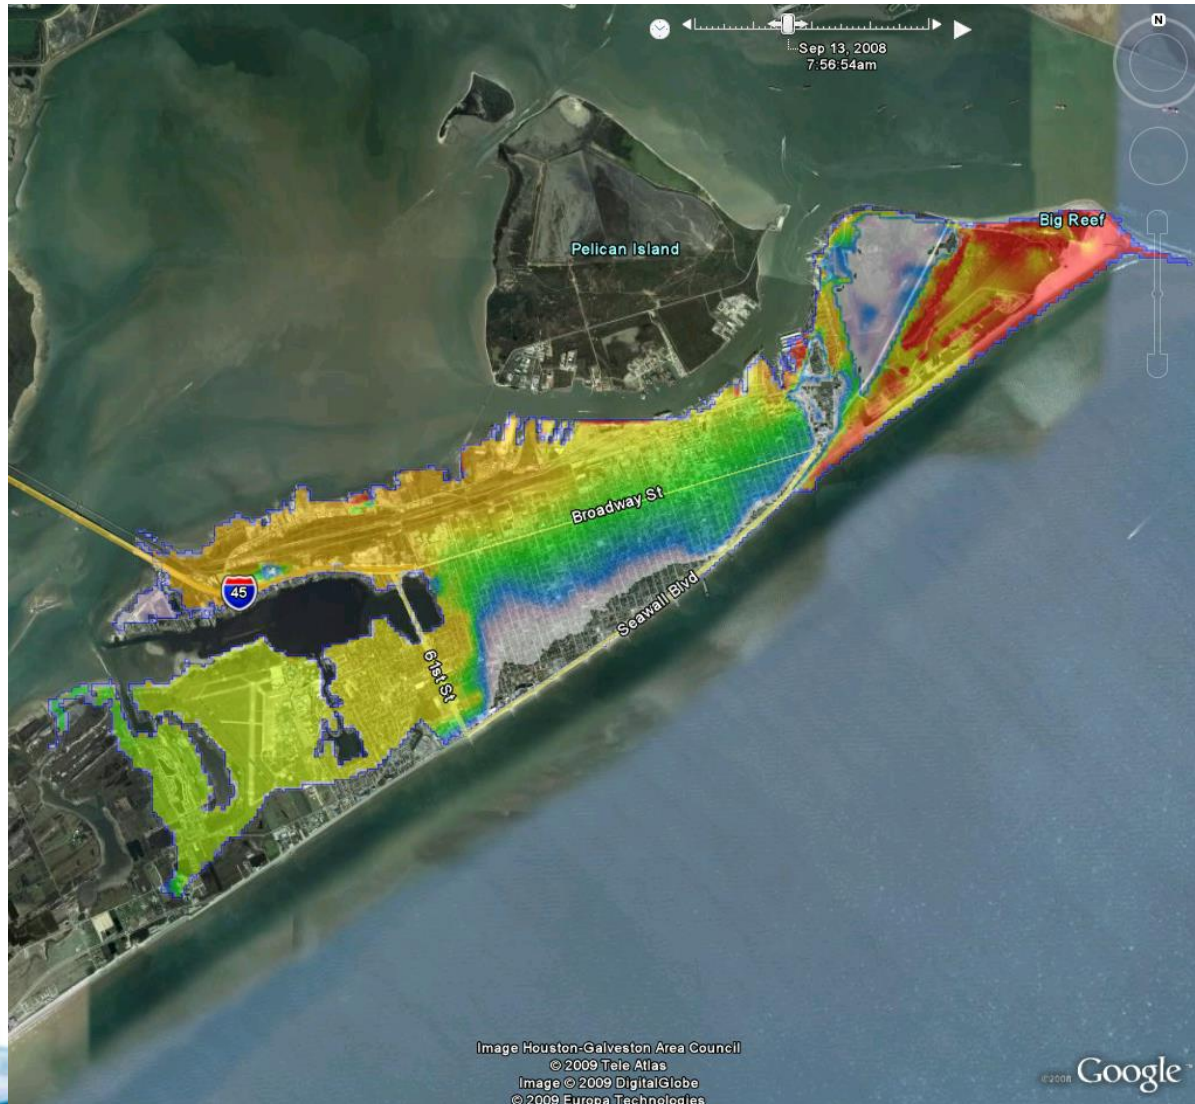 N
Sep 13, 2008
7:56:54am
Big Reef
Pelican Island
Broadway St
45
Seawall Blvd
61st St
Image Houston-Galveston Area Council
© 2009 Tele Atlas
Image © 2009 DigitalGlobe
© 2009 Europa Technologies
©2008 Google